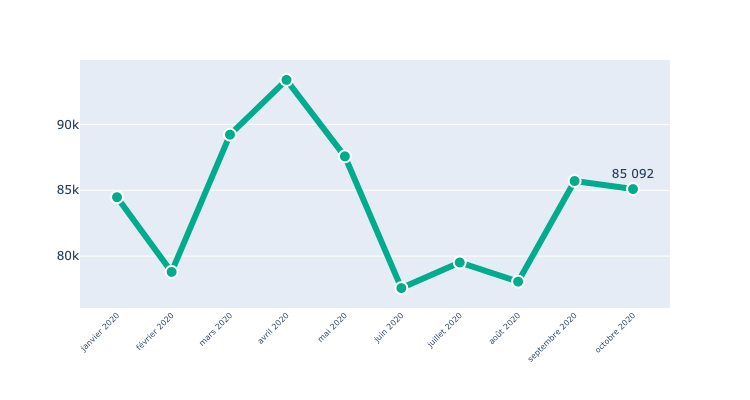 90k
85k
80k
85 092
janvier 2020
février 2020
mars 2020
avril 2020
mai 2020
juin 2020
juillet 2020
août 2020
septembre 2020
octobre 2020